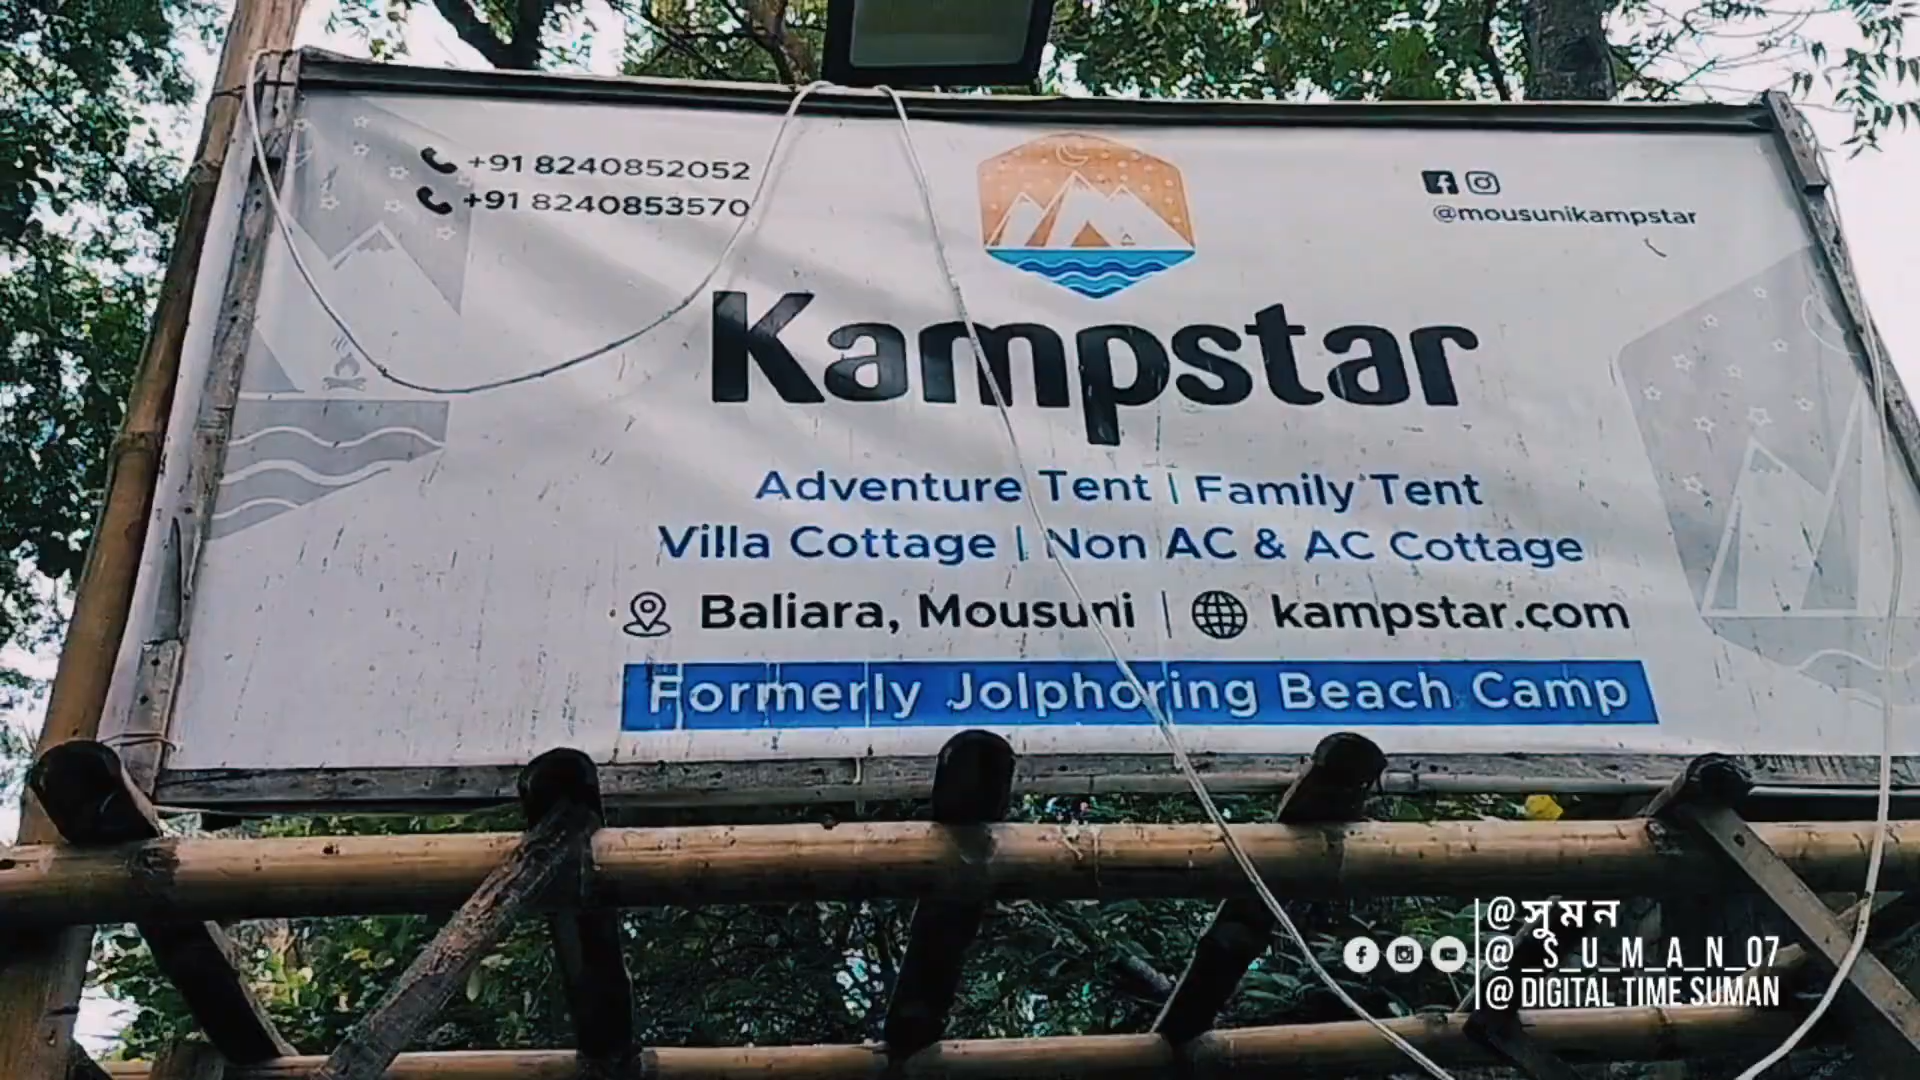 +91 8240852052
+91 8240853570
@mousunikampstar
Kampstar
Adventure Tent | Family Tent
Villa Cottage | Non AC & AC Cottage
Baliara, Mousuni | kampstar.com
Formerly Jolphoring Beach Camp
@সুমন
@_S_U_M_A_N_07
@DIGITAL TIME SUMAN